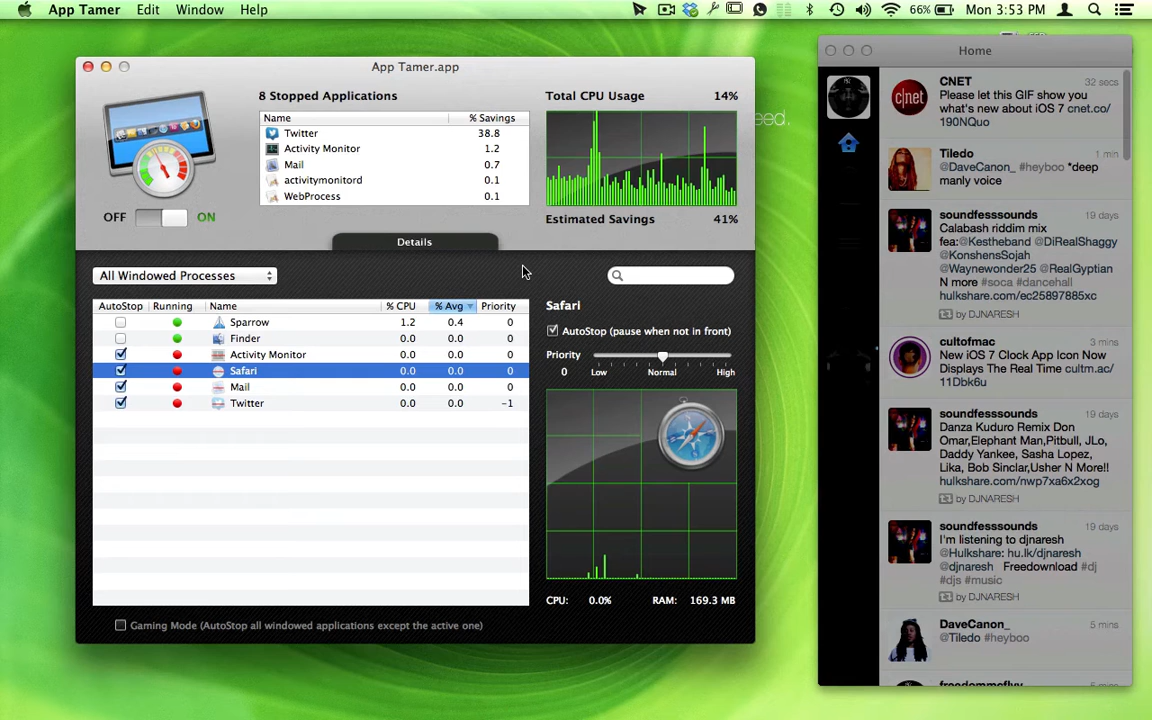 App Tamer Edit Window Help
66% Mon 3:53 PM
App Tamer.app
8 Stopped Applications
Name % Savings
Twitter 38.8
Activity Monitor 1.2
Mail 0.7
activitymonitord 0.1
WebProcess 0.1
Total CPU Usage 14%
Estimated Savings 41%
OFF ON
Details
eed.
All Windowed Processes
AutoStop Running Name % CPU % Avg Priority
Sparrow 1.2 0.4 0
Finder 0.0 0.0 0
Activity Monitor 0.0 0.0 0
Safari 0.0 0.0 0
Mail 0.0 0.0 0
Twitter 0.0 0.0 -1
Safari
AutoStop (pause when not in front)
Priority
0 Low Normal High
CPU: 0.0% RAM: 169.3 MB
Gaming Mode (AutoStop all windowed applications except the active one)
Home
c|net
CNET 32 secs
Please let this GIF show you
what's new about iOS 7 cnet.co/
190NQuo
Tiledo 1 min
@DaveCanon_ #heyboo *deep
manly voice
soundfesssounds 19 days
Calabash riddim mix
fea:@Kestheband @DiRealShaggy
@KonshensSojah
@Waynewonder25 @RealGyptian
N more #soca #dancehall
hulkshare.com/ec25897885xc
by DJNARESH
cultofmac 3 mins
New iOS 7 Clock App Icon Now
Displays The Real Time cultm.ac/
11Dbk6u
soundfesssounds 19 days
Danza Kuduro Remix Don
Omar,Elephant Man,Pitbull, JLo,
Daddy Yankee, Sasha Lopez,
Lika, Bob Sinclar,Usher N More!!
hulkshare.com/nwp7xa6x2xog
by DJNARESH
soundfesssounds 19 days
I'm listening to djnaresh
@Hulkshare: hu.lk/djnaresh
@djnaresh Freedownload #dj
#djs #music
by DJNARESH
DaveCanon_ 5 mins
@Tiledo #heyboo